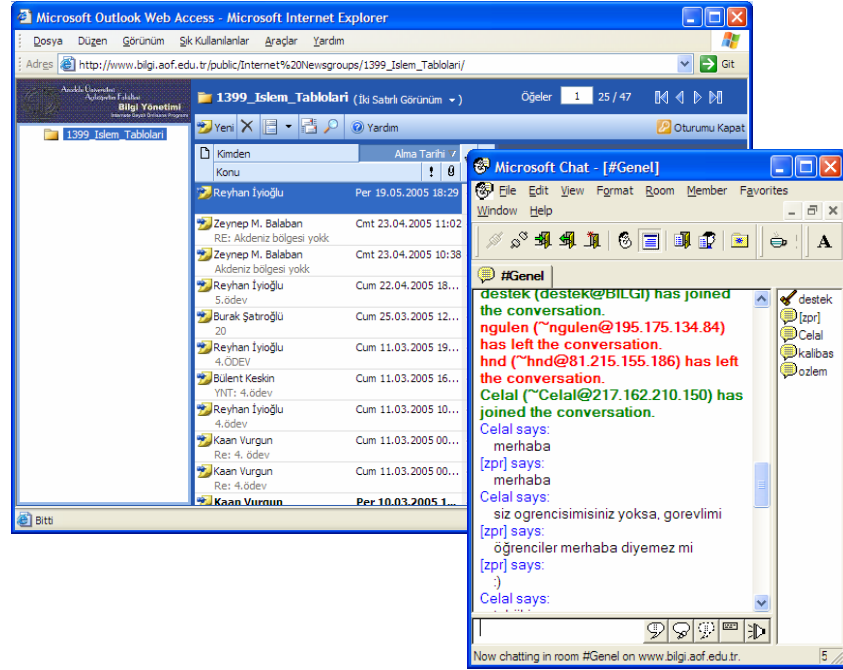 Microsoft Outlook Web Access - Microsoft Internet Explorer
Dosya Düzen Görünüm Sık Kullanılanlar Araçlar Yardım
Adres http://www.bilgi.aof.edu.tr/public/Internet%20Newsgroups/1399_Islem_Tablolari/ Git
Anadolu Üniversitesi
Açıköğretim Fakültesi
Bilgi Yönetimi
1399_Islem_Tablolari
1399_Islem_Tablolari (İki Satırlı Görünüm) Öğeler 1 25 / 47
Yeni Yardım Oturumu Kapat
Kimden Alma Tarihi
Konu
Reyhan İyioğlu Per 19.05.2005 18:29
Zeynep M. Balaban Cmt 23.04.2005 11:02
RE: Akdeniz bölgesi yokk
Zeynep M. Balaban Cmt 23.04.2005 10:38
Akdeniz bölgesi yokk
Reyhan İyioğlu Cum 22.04.2005 18...
5.ödev
Burak Şatıroğlu Cum 25.03.2005 12...
20
Reyhan İyioğlu Cum 11.03.2005 19...
4.ÖDEV
Bülent Keskin Cum 11.03.2005 16...
YNT: 4.ödev
Reyhan İyioğlu Cum 11.03.2005 10...
4.ödev
Kaan Vurgun Cum 11.03.2005 00...
Re: 4. ödev
Kaan Vurgun Cum 11.03.2005 00...
Re: 4.ödev
Kaan Vurgun Per 10.03.2005 1...
Bitti
Microsoft Chat - [#Genel]
File Edit View Format Room Member Favorites
Window Help
A
#Genel
destek (destek@BILGI) has joined
the conversation.
ngulen (~ngulen@195.175.134.84)
has left the conversation.
hnd (~hnd@81.215.155.186) has left
the conversation.
Celal (~Celal@217.162.210.150) has
joined the conversation.
Celal says:
merhaba
[zpr] says:
merhaba
Celal says:
siz ogrencisimisiniz yoksa, gorevlimi
[zpr] says:
öğrenciler merhaba diyemez mi
[zpr] says:
:)
Celal says:
destek
[zpr]
Celal
kalibas
ozlem
Now chatting in room #Genel on www.bilgi.aof.edu.tr. 5